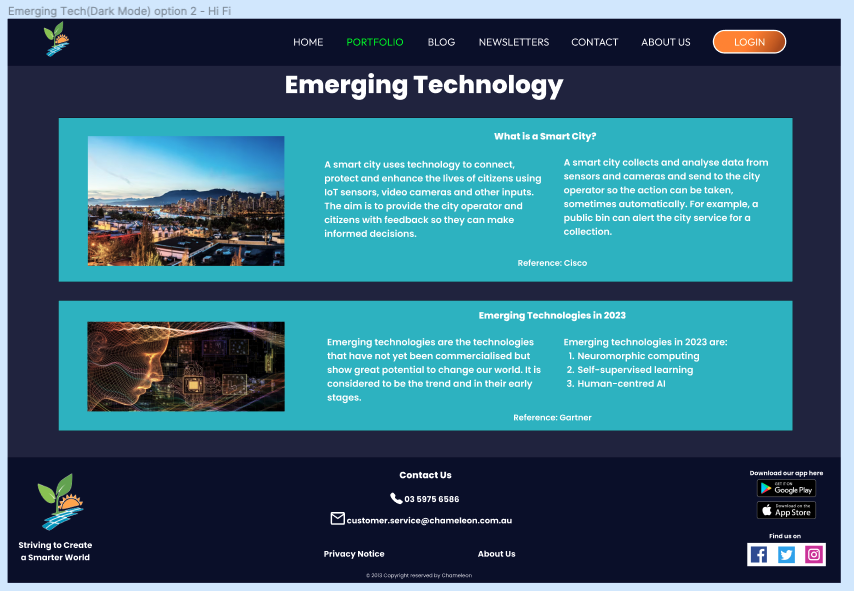 Emerging Tech(Dark Mode) option 2 - Hi Fi
HOME PORTFOLIO BLOG NEWSLETTERS CONTACT ABOUT US LOGIN
Emerging Technology
What is a Smart City?
A smart city uses technology to connect,
protect and enhance the lives of citizens using
IoT sensors, video cameras and other inputs.
The aim is to provide the city operator and
citizens with feedback so they can make
informed decisions.
A smart city collects and analyse data from
sensors and cameras and send to the city
operator so the action can be taken,
sometimes automatically. For example, a
public bin can alert the city service for a
collection.
Reference: Cisco
Emerging Technologies in 2023
Emerging technologies are the technologies
that have not yet been commercialised but
show great potential to change our world. It is
considered to be the trend and in their early
stages.
Emerging technologies in 2023 are:
1. Neuromorphic computing
2. Self-supervised learning
3. Human-centred AI
Reference: Gartner
Striving to Create
a Smarter World
Contact Us
03 5975 6586
customer.service@chameleon.com.au
Privacy Notice About Us
© 2013 Copyright reserved by Chameleon
Download our app here
GET IT ON
Google Play
Download on the
App Store
Find us on